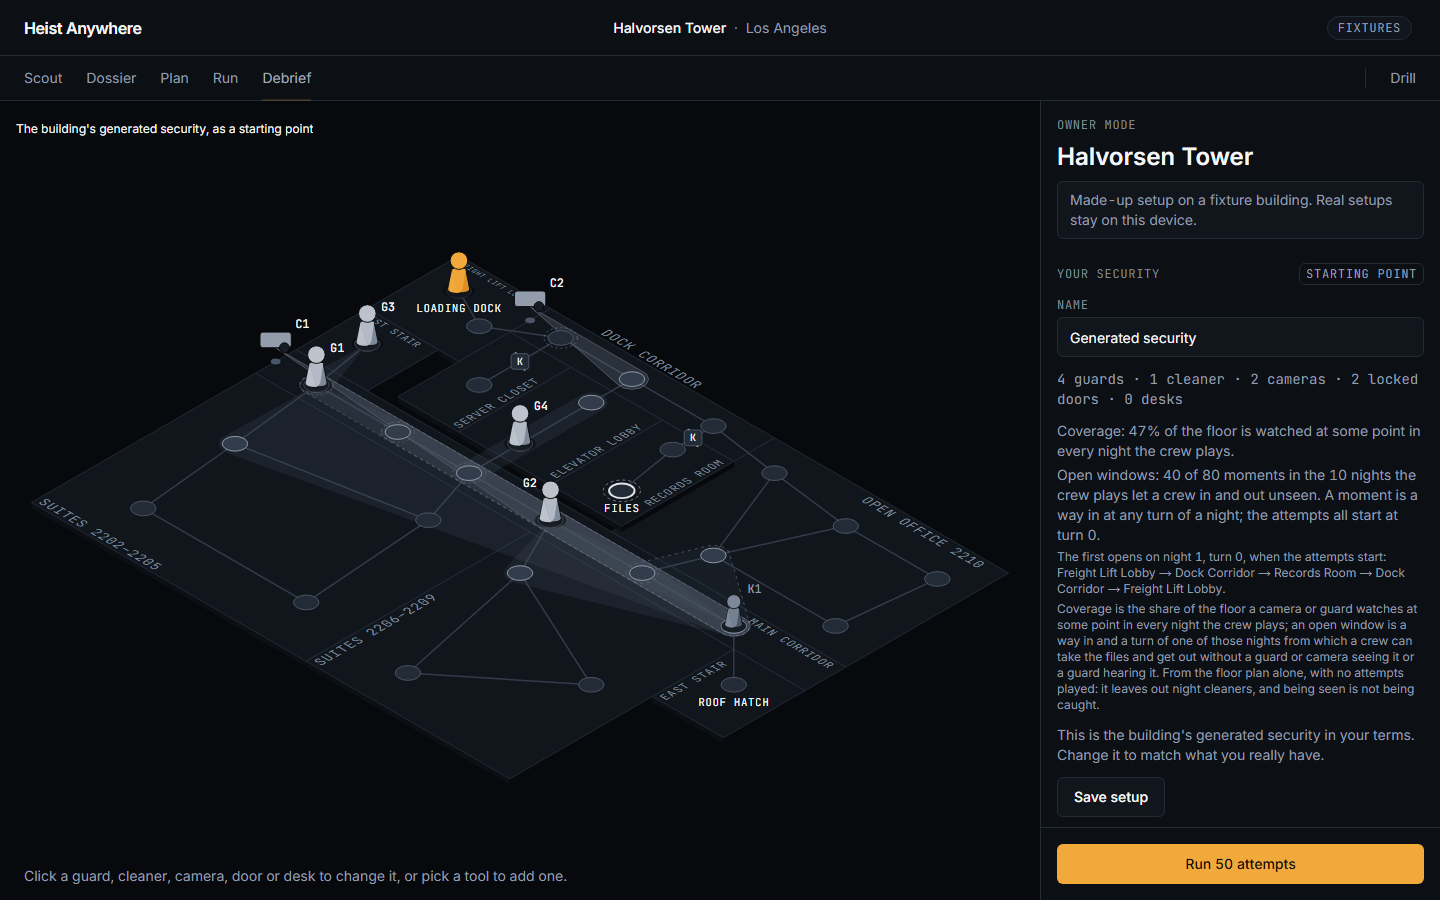 Heist Anywhere
Halvorsen Tower · Los Angeles
FIXTURES
Scout
Dossier
Plan
Run
Debrief
Drill
The building's generated security, as a starting point
C2
G3
LOADING DOCK
C1
G1
DOCK CORRIDOR
K
SERVER CLOSET
G4
ELEVATOR LOBBY
K
RECORDS ROOM
G2
FILES
SUITES 2202-2205
OPEN OFFICE 2210
K1
SUITES 2206-2209
MAIN CORRIDOR
EAST STAIR
ROOF HATCH
Click a guard, cleaner, camera, door or desk to change it, or pick a tool to add one.
OWNER MODE
Halvorsen Tower
Made-up setup on a fixture building. Real setups
stay on this device.
YOUR SECURITY
STARTING POINT
NAME
Generated security
4 guards · 1 cleaner · 2 cameras · 2 locked
doors · 0 desks
Coverage: 47% of the floor is watched at some point in
every night the crew plays.
Open windows: 40 of 80 moments in the 10 nights the
crew plays let a crew in and out unseen. A moment is a
way in at any turn of a night; the attempts all start at
turn 0.
The first opens on night 1, turn 0, when the attempts start:
Freight Lift Lobby → Dock Corridor → Records Room → Dock
Corridor → Freight Lift Lobby.
Coverage is the share of the floor a camera or guard watches at
some point in every night the crew plays; an open window is a
way in and a turn of one of those nights from which a crew can
take the files and get out without a guard or camera seeing it or
a guard hearing it. From the floor plan alone, with no attempts
played: it leaves out night cleaners, and being seen is not being
caught.
This is the building's generated security in your terms.
Change it to match what you really have.
Save setup
Run 50 attempts